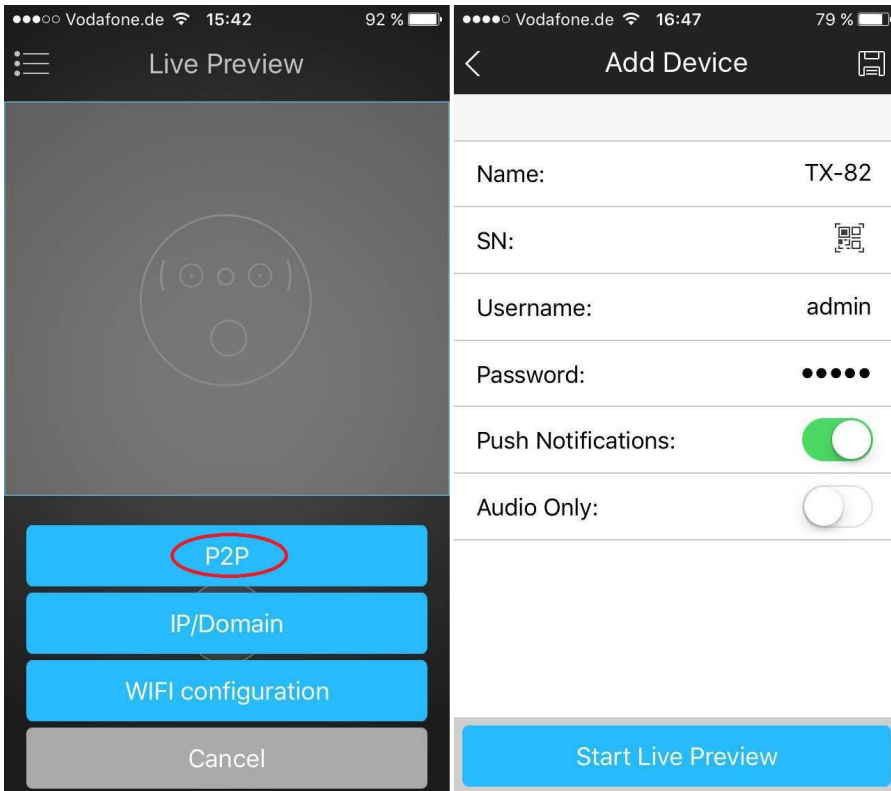 Vodafone.de 15:42 92 %
Live Preview
P2P
IP/Domain
WIFI configuration
Cancel
Vodafone.de 16:47 79 %
Add Device
Name: TX-82
SN:
Username: admin
Password: •••••
Push Notifications:
Audio Only:
Start Live Preview